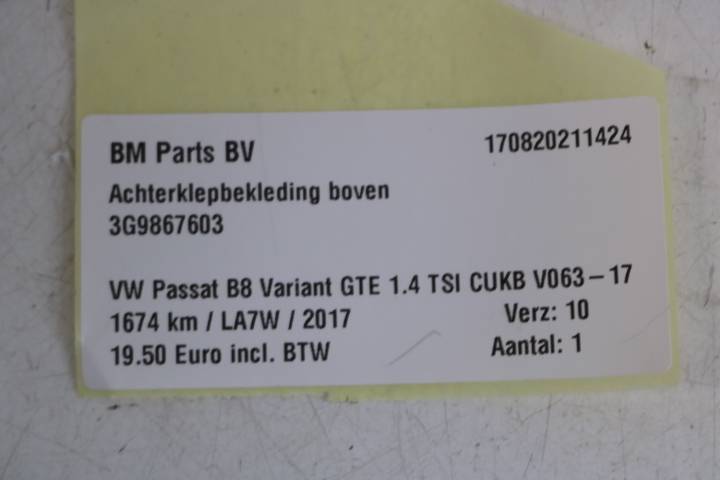 BM Parts BV 170820211424
Achterklepbekleding boven
3G9867603
VW Passat B8 Variant GTE 1.4 TSI CUKB V063-17
1674 km / LA7W / 2017 Verz: 10
19.50 Euro incl. BTW Aantal: 1